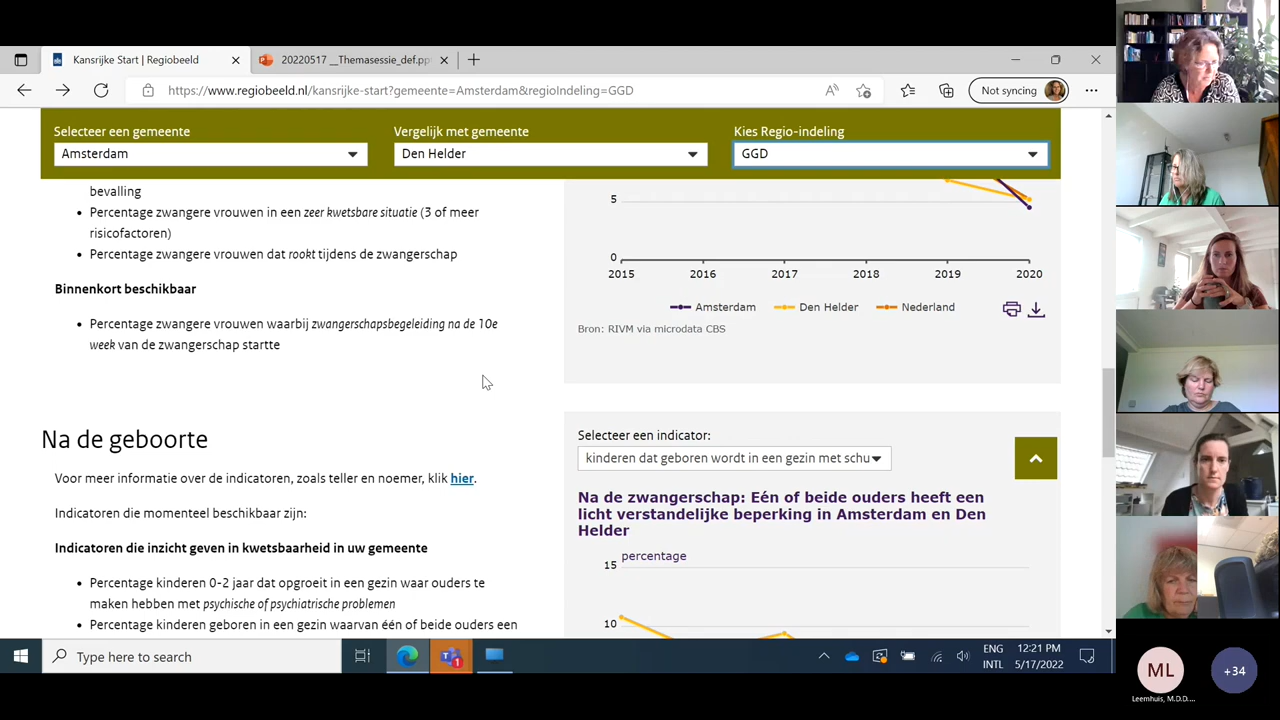 Kansrijke Start | Regiobeeld
20220517 __Themasessie_def.pp
https://www.regiobeeld.nl/kansrijke-start?gemeente=Amsterdam&regioIndeling=GGD
Not syncing
Selecteer een gemeente
Vergelijk met gemeente
Kies Regio-indeling
Amsterdam
Den Helder
GGD
bevalling
• Percentage zwangere vrouwen in een zeer kwetsbare situatie (3 of meer
risicofactoren)
• Percentage zwangere vrouwen dat rookt tijdens de zwangerschap
Binnenkort beschikbaar
• Percentage zwangere vrouwen waarbij zwangerschapsbegeleiding na de 10e
week van de zwangerschap startte
5
0
2015 2016 2017 2018 2019 2020
Amsterdam Den Helder Nederland
Bron: RIVM via microdata CBS
Na de geboorte
Voor meer informatie over de indicatoren, zoals teller en noemer, klik hier.
Indicatoren die momenteel beschikbaar zijn:
Indicatoren die inzicht geven in kwetsbaarheid in uw gemeente
• Percentage kinderen 0-2 jaar dat opgroeit in een gezin waar ouders te
maken hebben met psychische of psychiatrische problemen
• Percentage kinderen geboren in een gezin waarvan één of beide ouders een
Selecteer een indicator:
kinderen dat geboren wordt in een gezin met schu
Na de zwangerschap: Eén of beide ouders heeft een
licht verstandelijke beperking in Amsterdam en Den
Helder
percentage
15
10
Type here to search
1
ENG
INTL
12:21 PM
5/17/2022
ML
Leemhuis, M.D.D....
+34